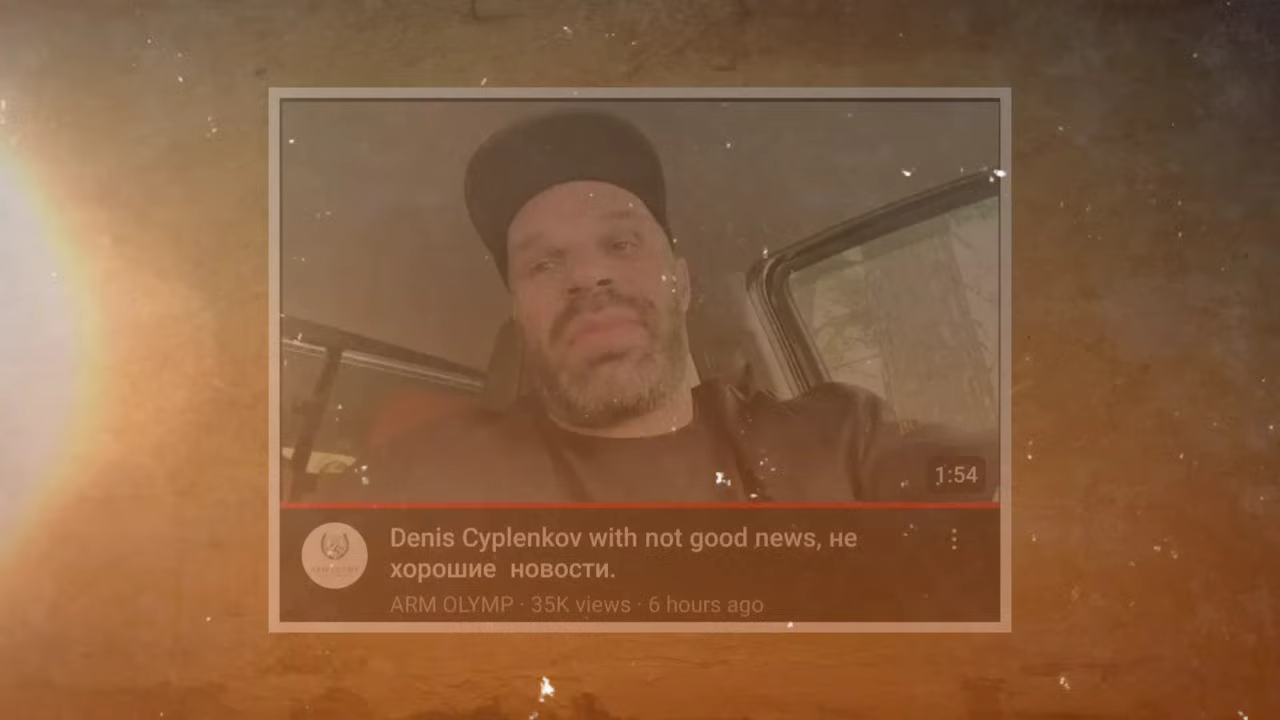 1:54
Denis Cyplenkov with not good news, не
хорошие новости.
ARM OLYMP · 35K views · 6 hours ago